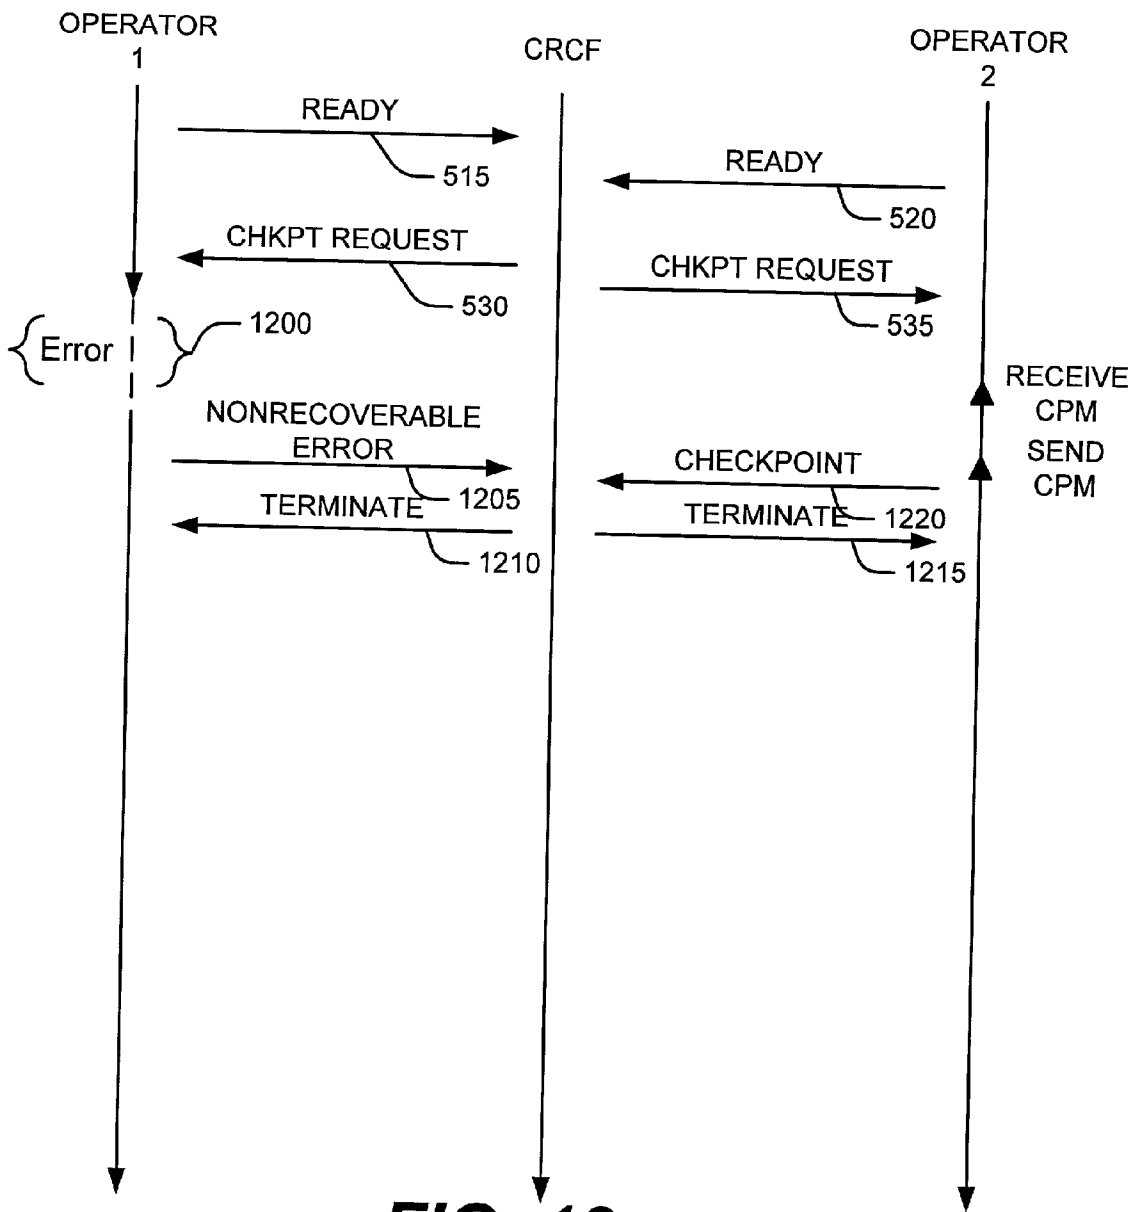 OPERATOR
1
CRCF
OPERATOR
2
READY
515
READY
520
CHKPT REQUEST
530
CHKPT REQUEST
535
{ Error }
1200
RECEIVE
CPM
NONRECOVERABLE
ERROR
1205
CHECKPOINT
1220
SEND
CPM
TERMINATE
1210
TERMINATE
1215